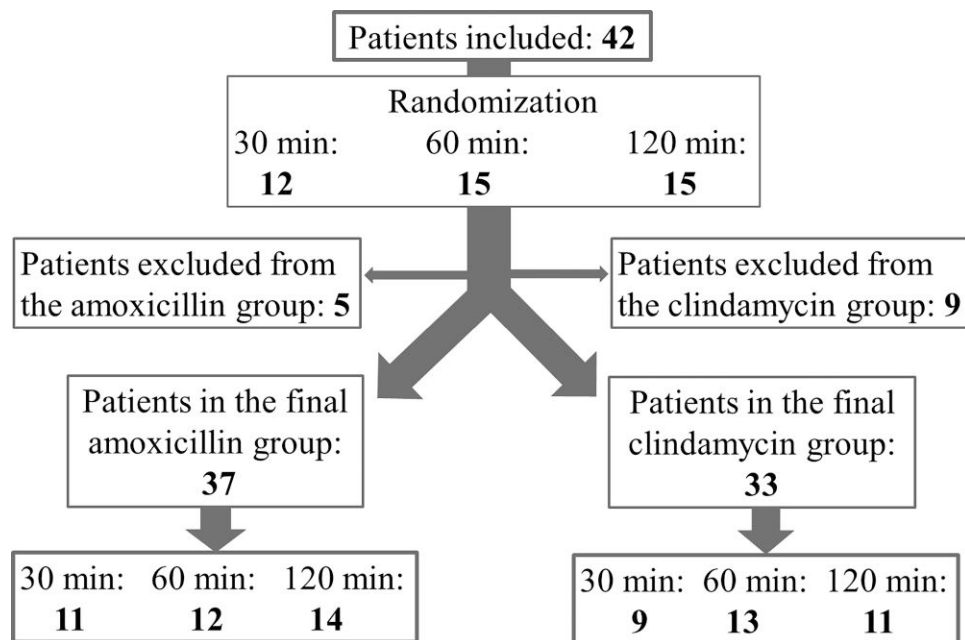 Patients included: 42
Randomization
30 min: 60 min: 120 min:
12 15 15
Patients excluded from
the amoxicillin group: 5
Patients excluded from
the clindamycin group: 9
Patients in the final
amoxicillin group:
37
Patients in the final
clindamycin group:
33
30 min: 60 min: 120 min:
11 12 14
30 min: 60 min: 120 min:
9 13 11